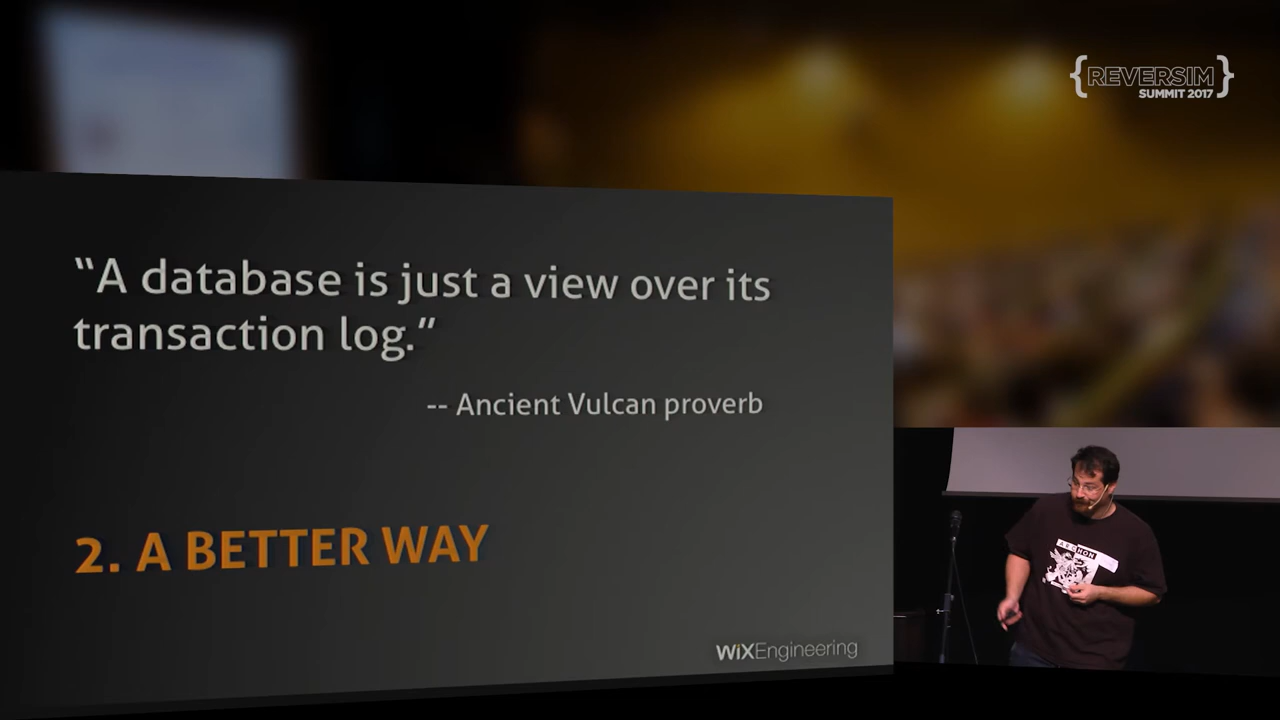 {REVERSIM}
SUMMIT 2017
“A database is just a view over its
transaction log.”
-- Ancient Vulcan proverb
2. A BETTER WAY
WiXEngineering